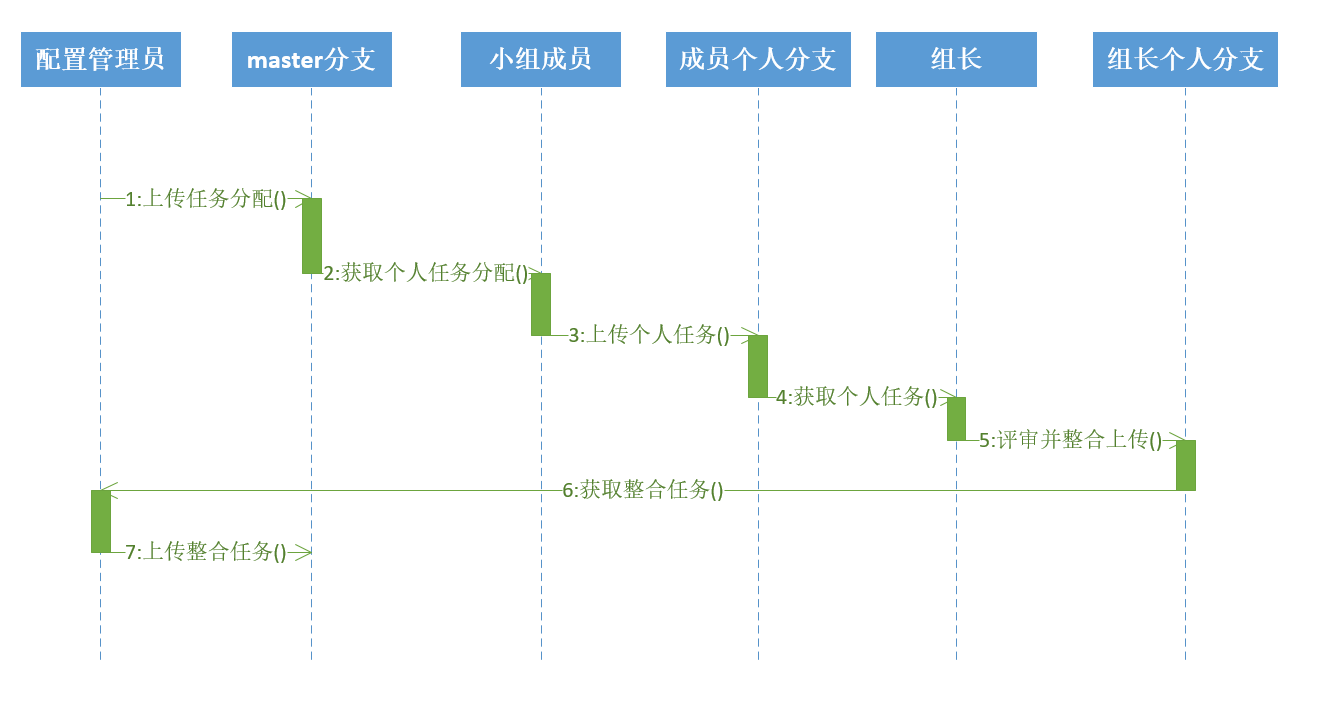 配置管理员
master分支
小组成员
成员个人分支
组长
组长个人分支
1:上传任务分配()
2:获取个人任务分配()
3:上传个人任务()
4:获取个人任务()
5:评审并整合上传()
6:获取整合任务()
7:上传整合任务()